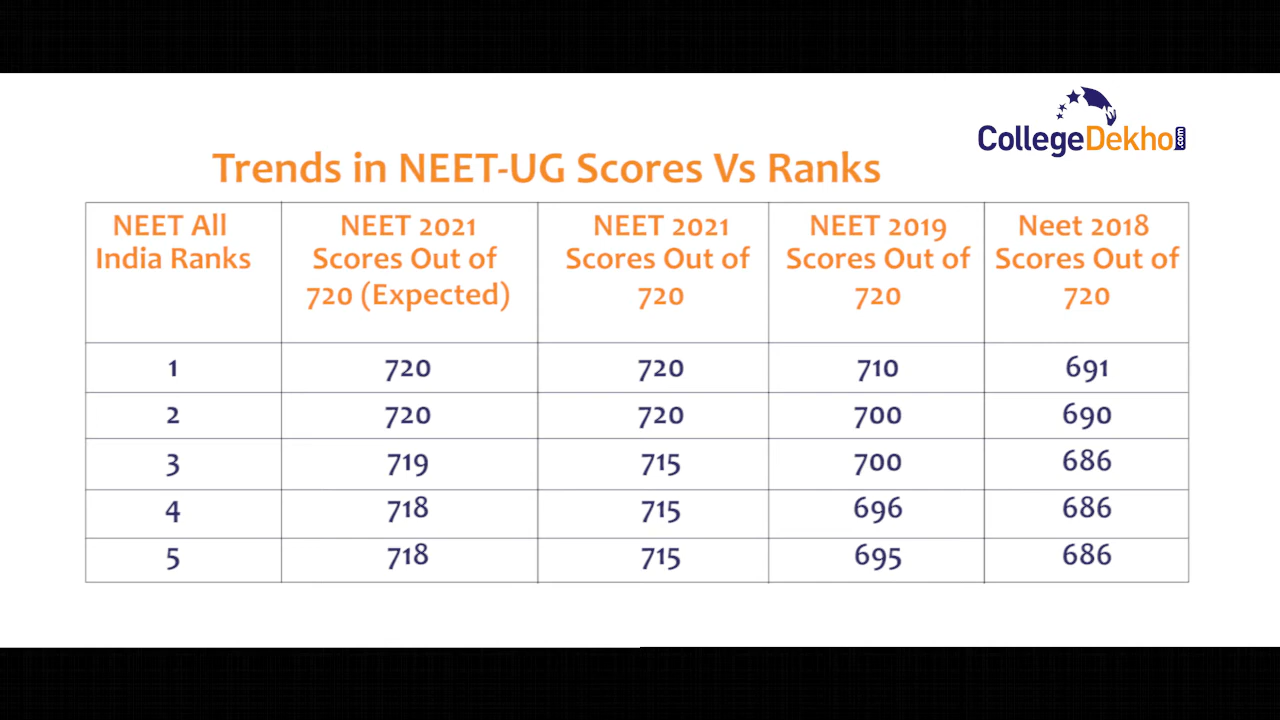 CollegeDekho.com
Trends in NEET-UG Scores Vs Ranks
NEET All India Ranks
NEET 2021 Scores Out of 720 (Expected)
NEET 2021 Scores Out of 720
NEET 2019 Scores Out of 720
Neet 2018 Scores Out of 720
1 720 720 710 691
2 720 720 700 690
3 719 715 700 686
4 718 715 696 686
5 718 715 695 686